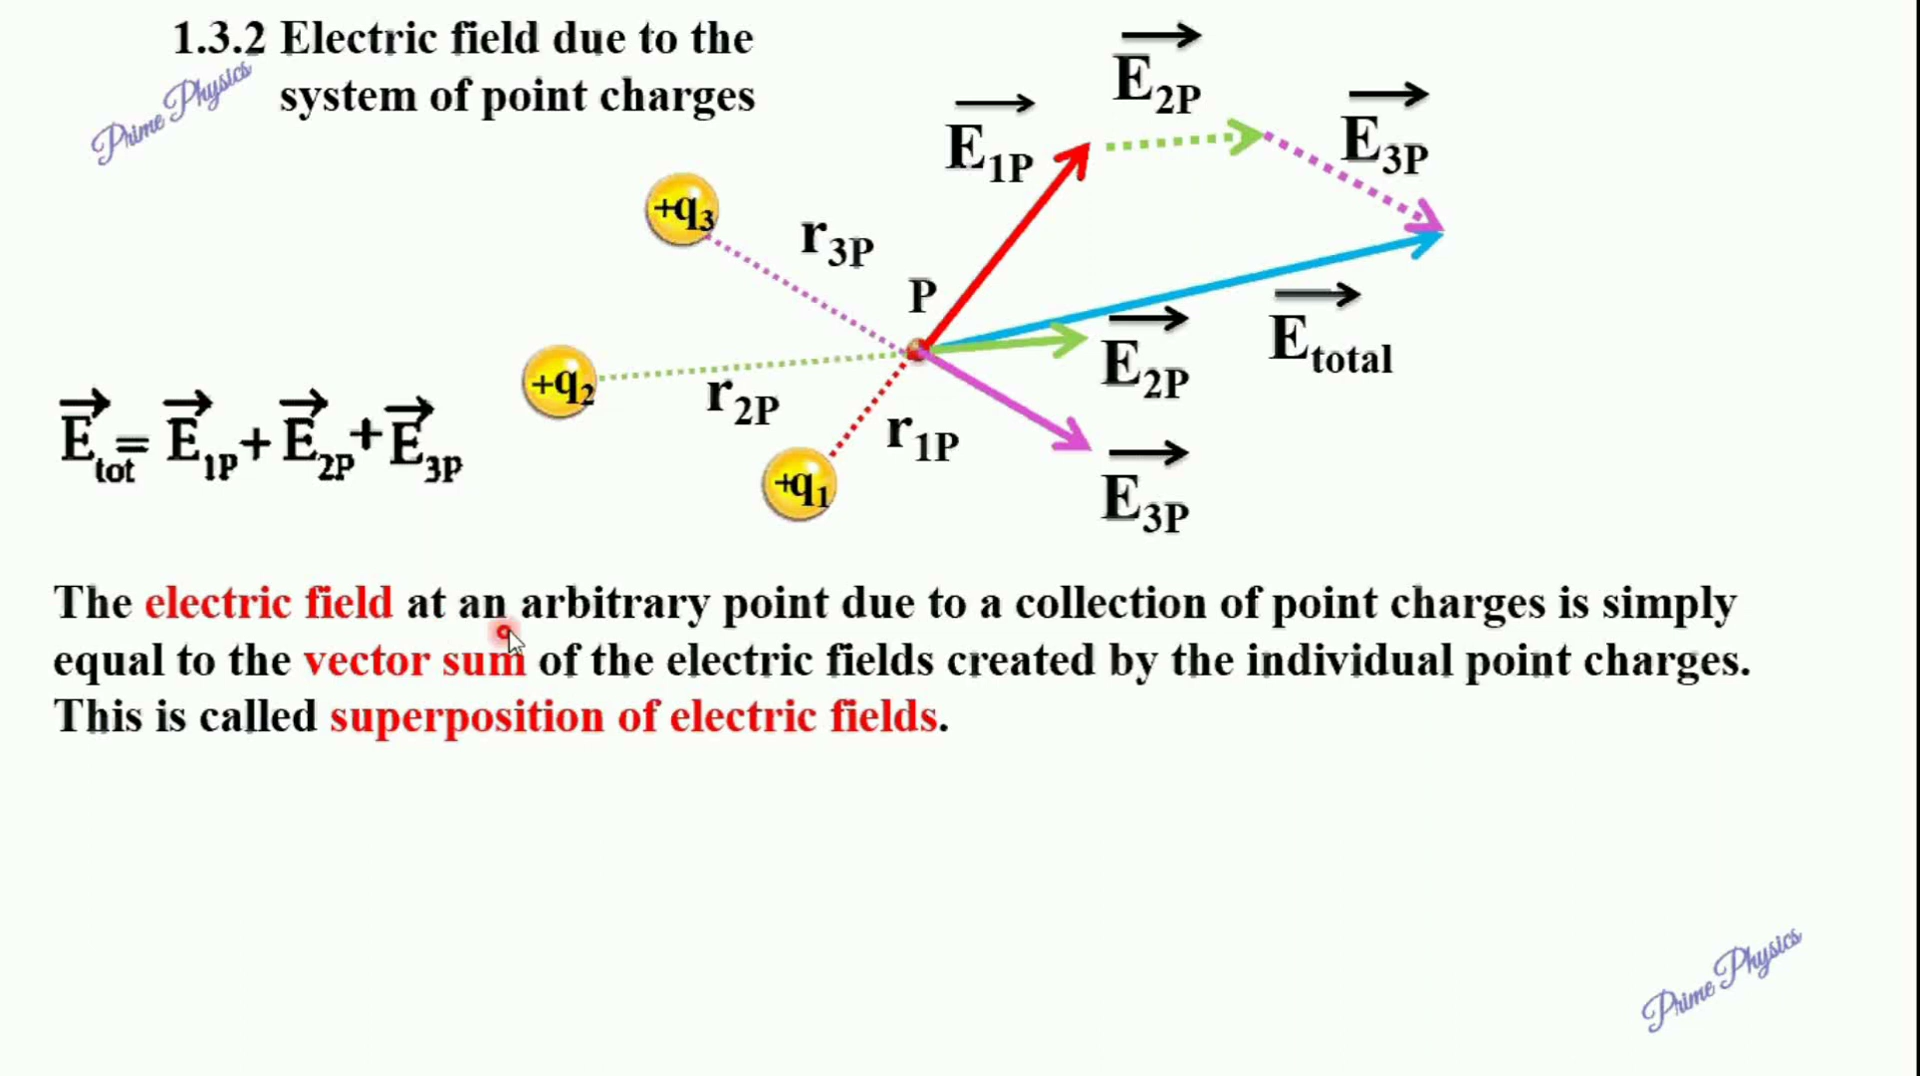 1.3.2 Electric field due to the
system of point charges
Prime Physics
E2P
E1P
E3P
+q3
r3P
P
E2P
Etotal
+q2
r2P
r1P
Etot = E1P + E2P + E3P
+q1
E3P
The electric field at an arbitrary point due to a collection of point charges is simply
equal to the vector sum of the electric fields created by the individual point charges.
This is called superposition of electric fields.
Prime Physics